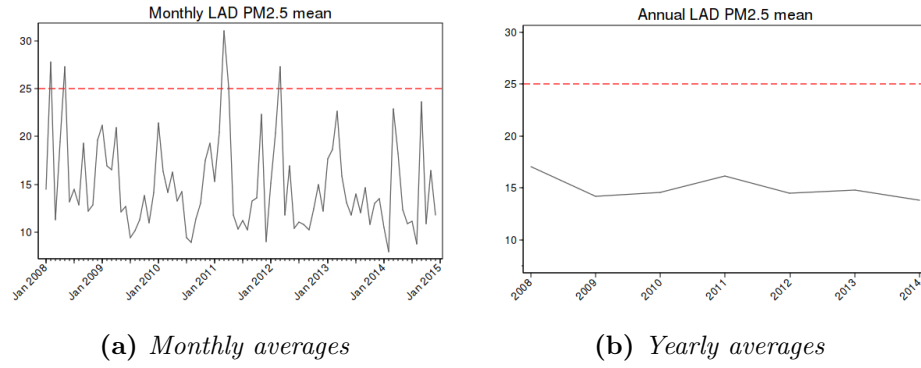 Monthly LAD PM2.5 mean
30
25
20
15
10
Jan 2008
Jan 2009
Jan 2010
Jan 2011
Jan 2012
Jan 2013
Jan 2014
Jan 2015
(a) Monthly averages
Annual LAD PM2.5 mean
30
25
20
15
10
2008
2009
2010
2011
2012
2013
2014
(b) Yearly averages